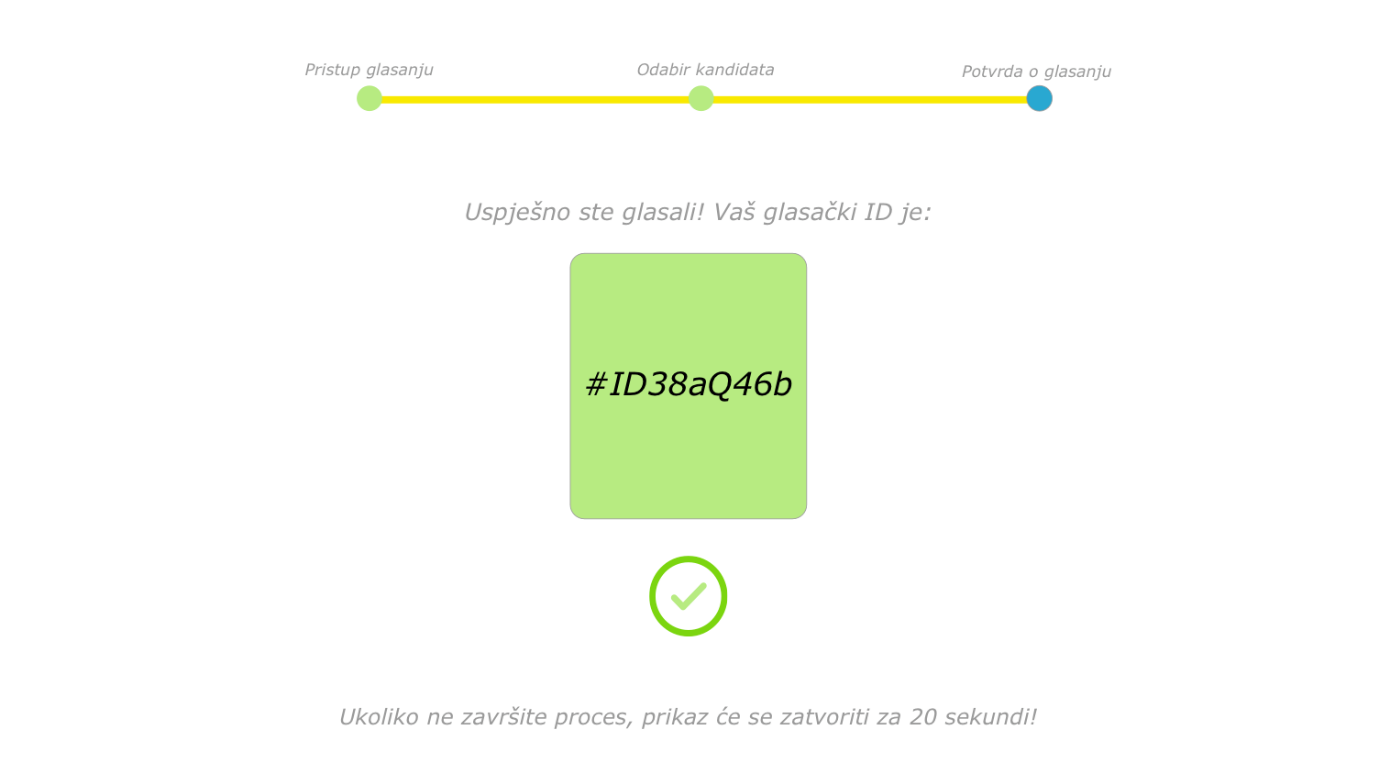 Pristup glasanju
Odabir kandidata
Potvrda o glasanju
Uspješno ste glasali! Vaš glasački ID je:
#ID38aQ46b
Ukoliko ne završite proces, prikaz će se zatvoriti za 20 sekundi!